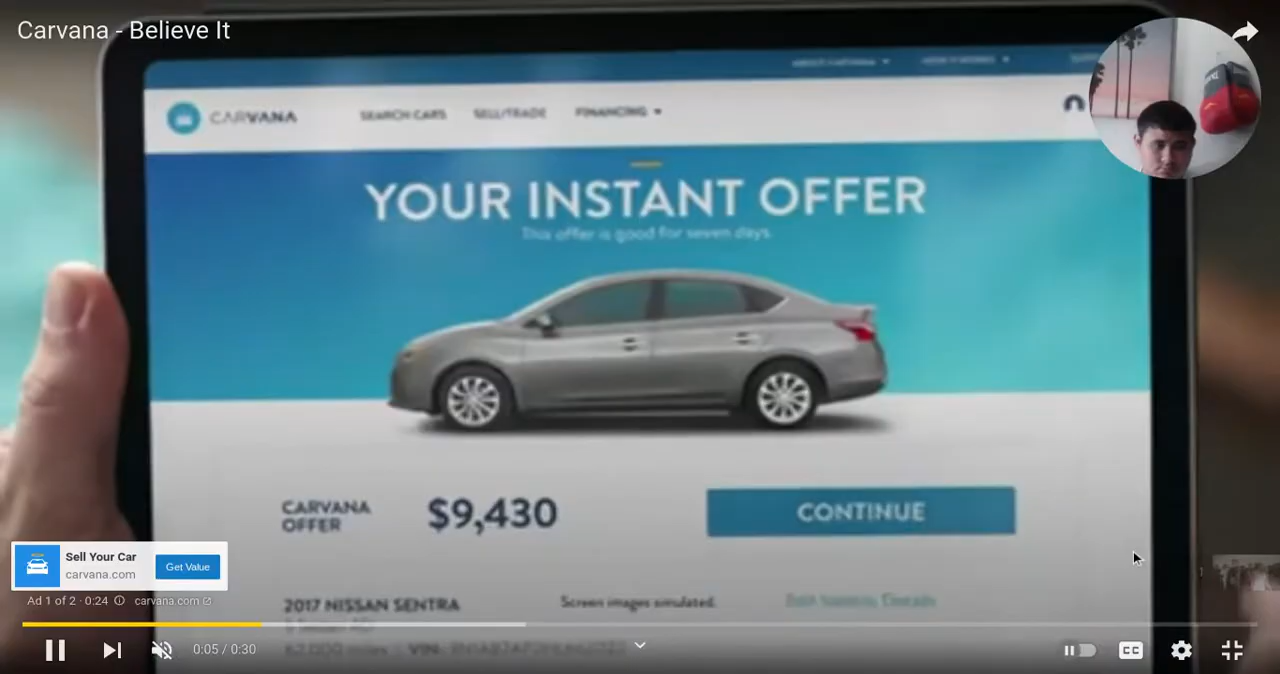 Carvana - Believe It
CARVANA SEARCH CARS SELL/TRADE FINANCING
YOUR INSTANT OFFER
This offer is good for seven days.
CARVANA
OFFER
$9,430
CONTINUE
Sell Your Car
carvana.com
Get Value
Ad 1 of 2 · 0:24 carvana.com
2017 NISSAN SENTRA
Screen images simulated.
0:05 / 0:30
CC